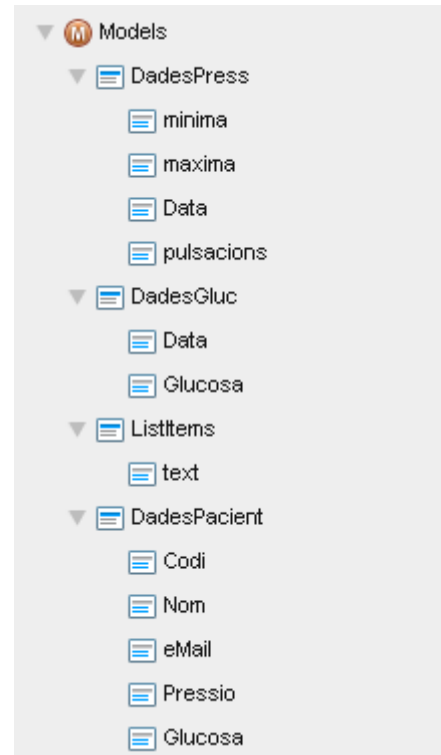 M Models
DadesPress
minima
maxima
Data
pulsacions
DadesGluc
Data
Glucosa
ListItems
text
DadesPacient
Codi
Nom
eMail
Pressio
Glucosa